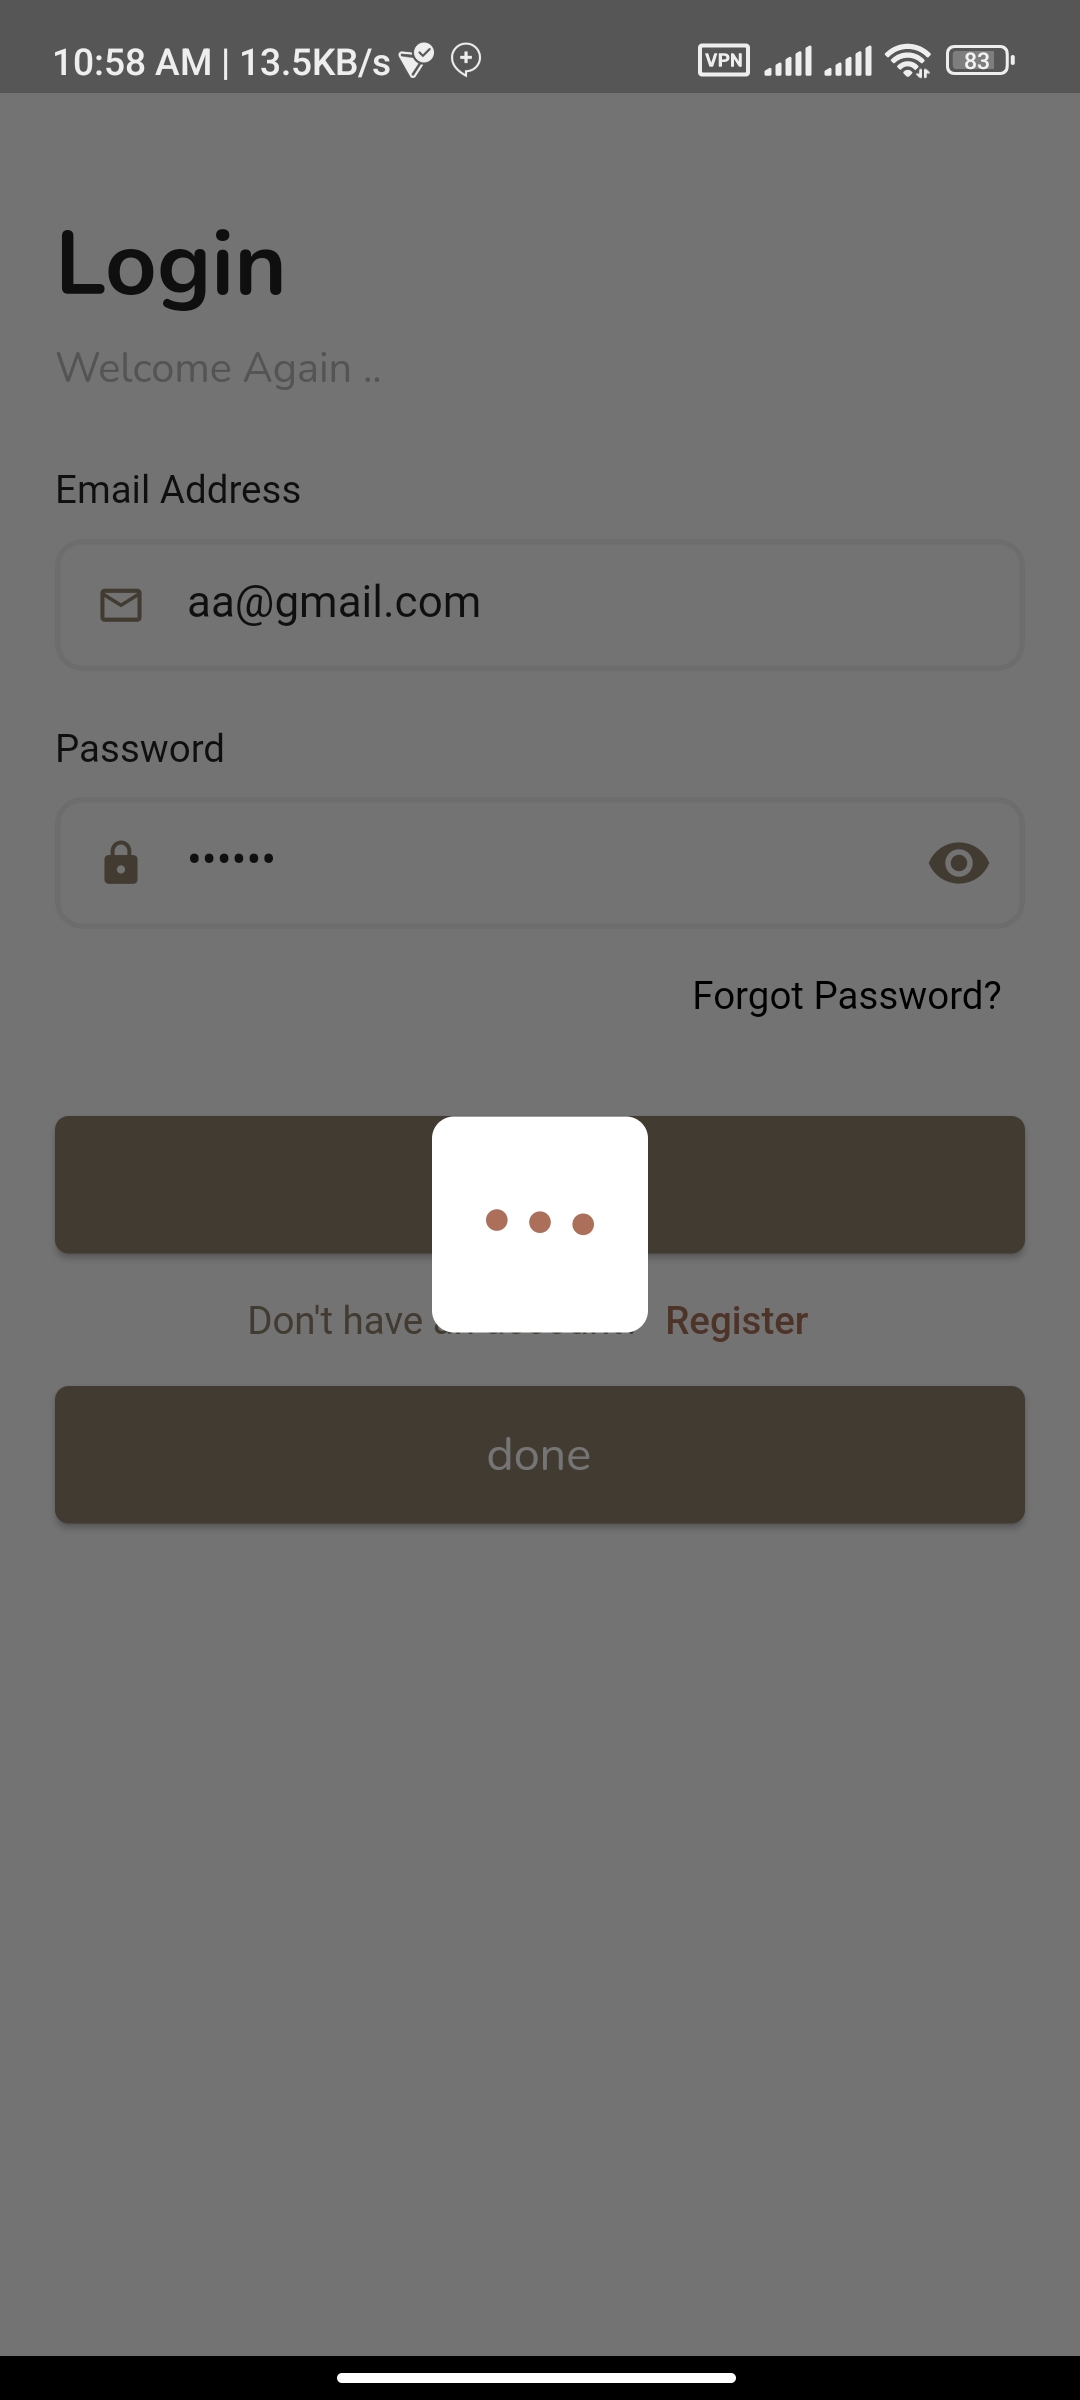 10:58 AM | 13.5KB/s VPN 83
Login
Welcome Again ..
Email Address
aa@gmail.com
Password
••••••
Forgot Password?
Don't have Register
done